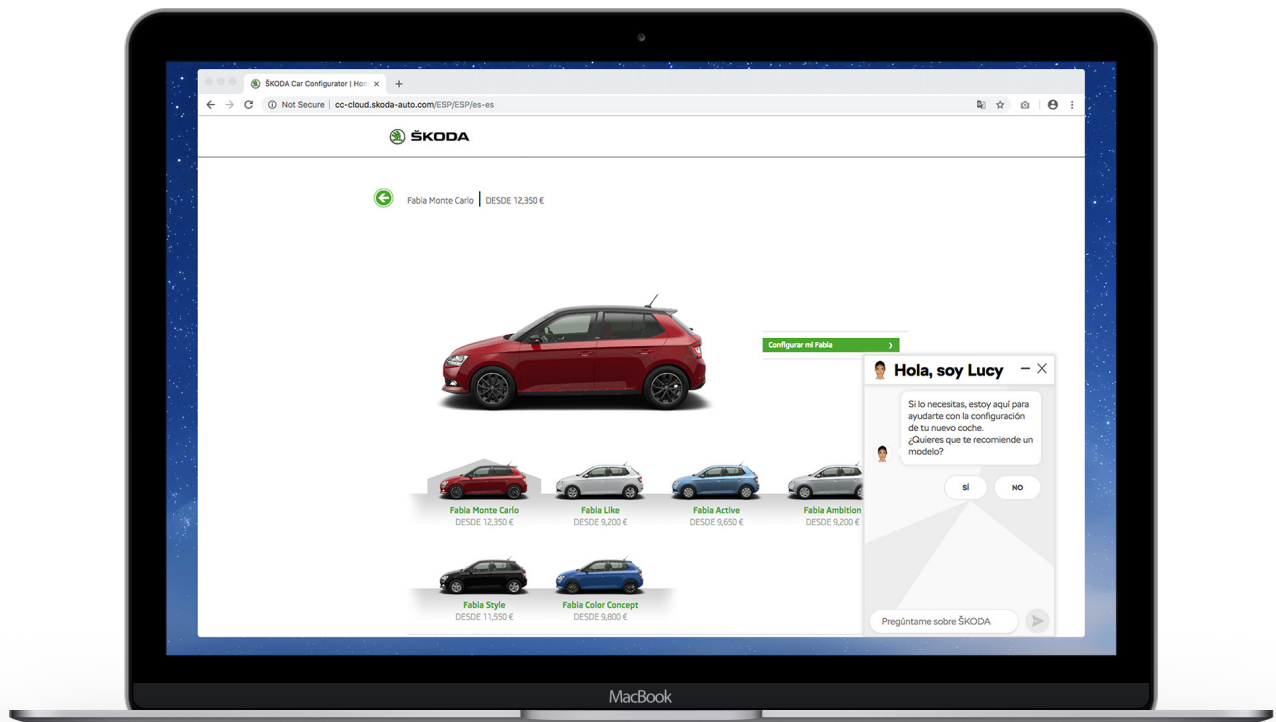 ŠKODA Car Configurator | Hom
Not Secure | cc-cloud.skoda-auto.com/ESP/ESP/es-es
ŠKODA
Fabia Monte Carlo | DESDE 12,350 €
Configurar mi Fabia
Hola, soy Lucy
Si lo necesitas, estoy aquí para
ayudarte con la configuración
de tu nuevo coche.
¿Quieres que te recomiende un
modelo?
SÍ NO
Fabia Monte Carlo Fabia Like Fabia Active Fabia Ambition
DESDE 12,350 € DESDE 9,200 € DESDE 9,650 € DESDE 9,200 €
Fabia Style Fabia Color Concept
DESDE 11,550 € DESDE 9,800 €
Pregúntame sobre ŠKODA
MacBook